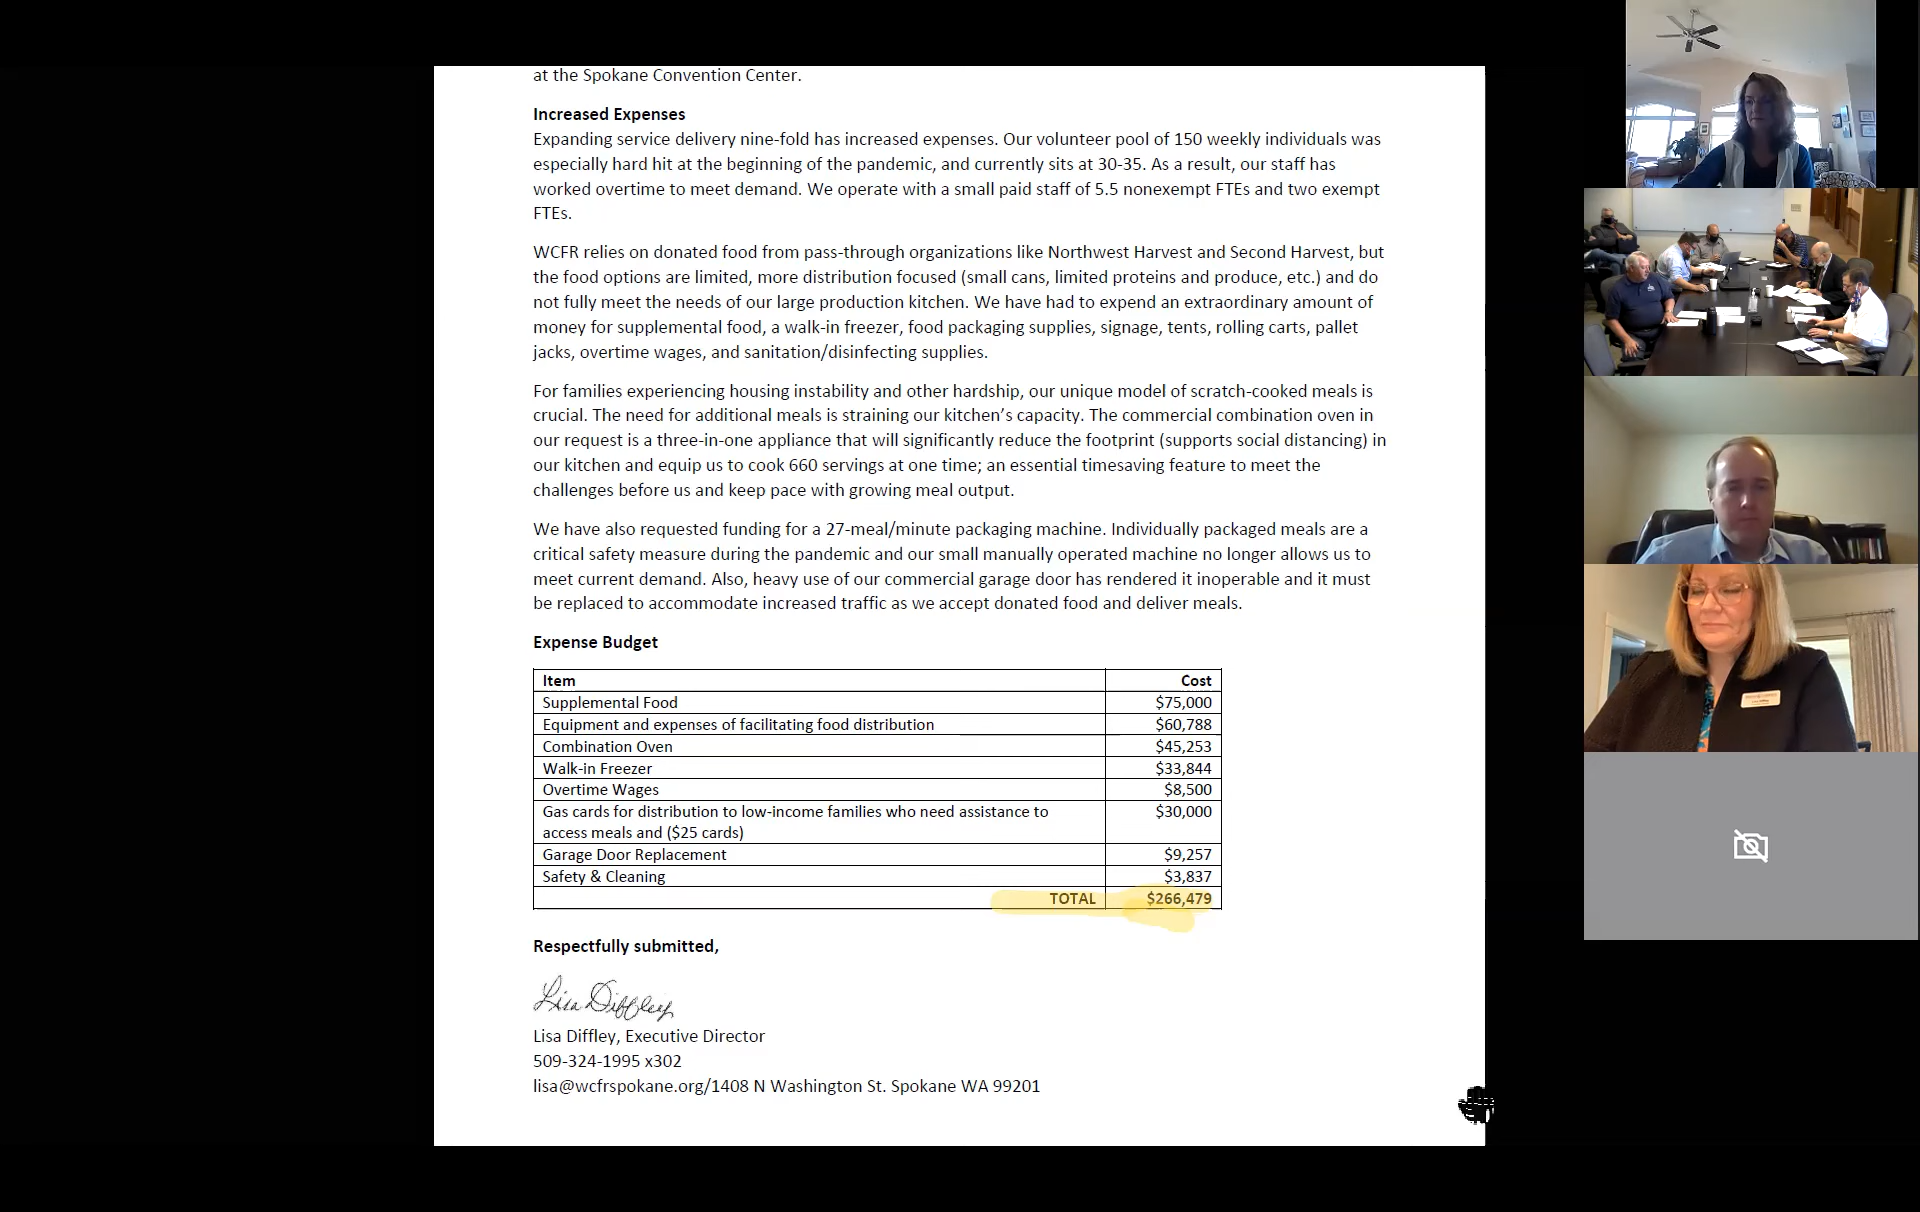 at the Spokane Convention Center.
Increased Expenses
Expanding service delivery nine-fold has increased expenses. Our volunteer pool of 150 weekly individuals was
especially hard hit at the beginning of the pandemic, and currently sits at 30-35. As a result, our staff has
worked overtime to meet demand. We operate with a small paid staff of 5.5 nonexempt FTEs and two exempt
FTEs.
WCFR relies on donated food from pass-through organizations like Northwest Harvest and Second Harvest, but
the food options are limited, more distribution focused (small cans, limited proteins and produce, etc.) and do
not fully meet the needs of our large production kitchen. We have had to expend an extraordinary amount of
money for supplemental food, a walk-in freezer, food packaging supplies, signage, tents, rolling carts, pallet
jacks, overtime wages, and sanitation/disinfecting supplies.
For families experiencing housing instability and other hardship, our unique model of scratch-cooked meals is
crucial. The need for additional meals is straining our kitchen's capacity. The commercial combination oven in
our request is a three-in-one appliance that will significantly reduce the footprint (supports social distancing) in
our kitchen and equip us to cook 660 servings at one time; an essential timesaving feature to meet the
challenges before us and keep pace with growing meal output.
We have also requested funding for a 27-meal/minute packaging machine. Individually packaged meals are a
critical safety measure during the pandemic and our small manually operated machine no longer allows us to
meet current demand. Also, heavy use of our commercial garage door has rendered it inoperable and it must
be replaced to accommodate increased traffic as we accept donated food and deliver meals.
Expense Budget
Item Cost
Supplemental Food $75,000
Equipment and expenses of facilitating food distribution $60,788
Combination Oven $45,253
Walk-in Freezer $33,844
Overtime Wages $8,500
Gas cards for distribution to low-income families who need assistance to $30,000
access meals and ($25 cards)
Garage Door Replacement $9,257
Safety & Cleaning $3,837
TOTAL $266,479
Respectfully submitted,
Lisa Diffley
Lisa Diffley, Executive Director
509-324-1995 x302
lisa@wcfrspokane.org/1408 N Washington St. Spokane WA 99201